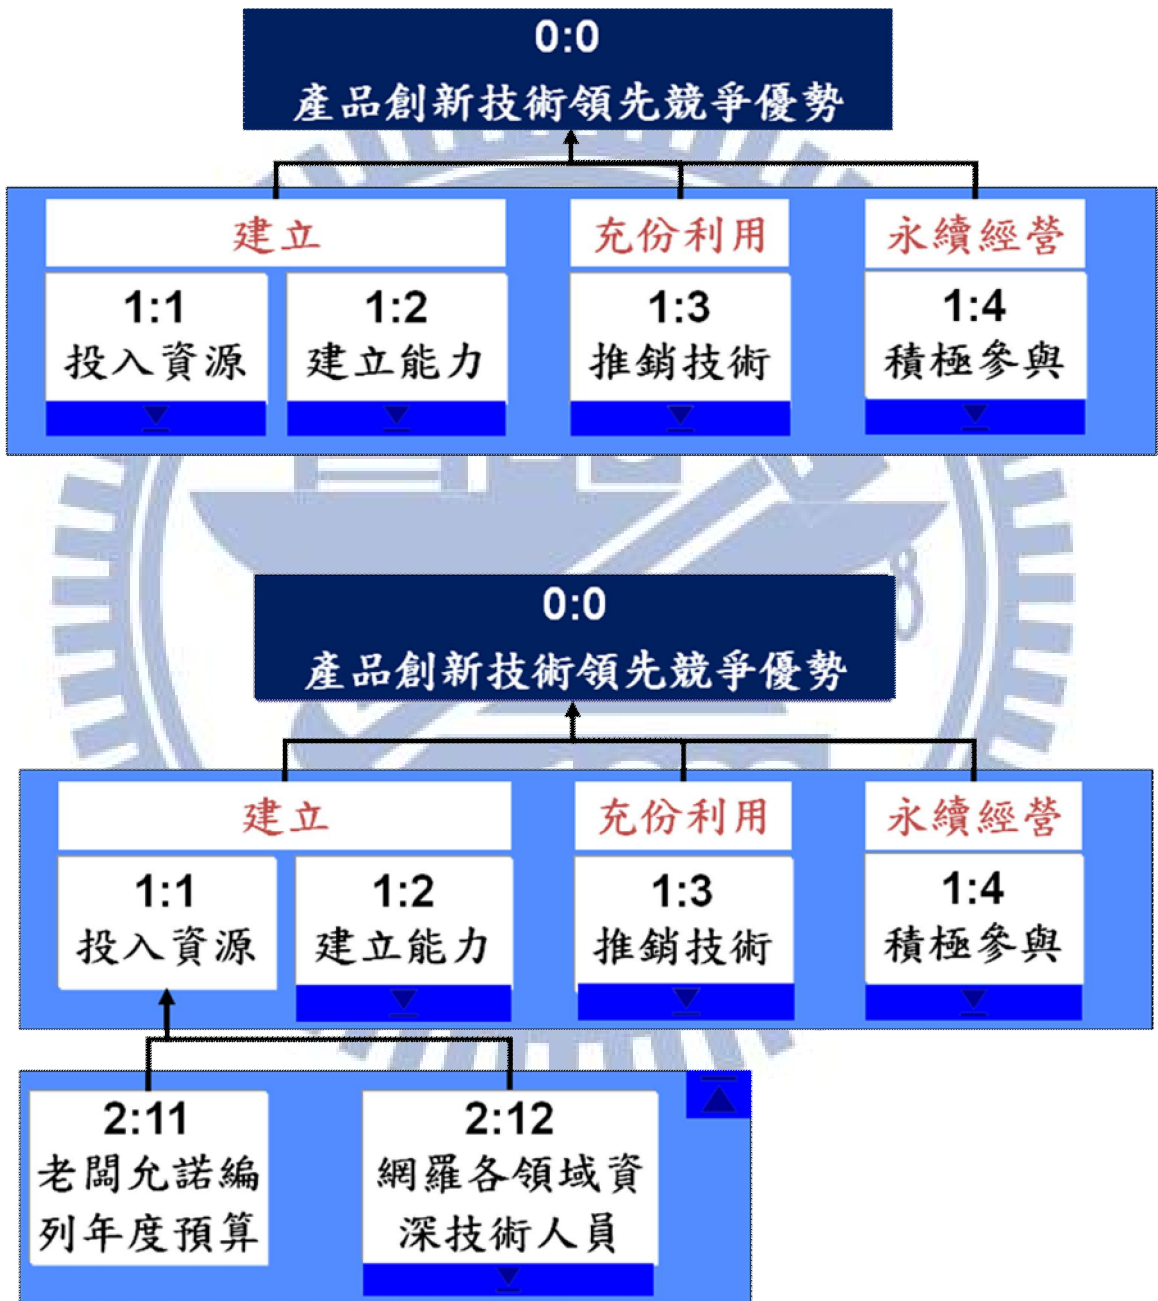 0:0
產品創新技術領先競爭優勢
建立
充份利用
永續經營
1:1
投入資源
1:2
建立能力
1:3
推銷技術
1:4
積極參與
8
0:0
產品創新技術領先競爭優勢
建立
充份利用
永續經營
1:1
投入資源
1:2
建立能力
1:3
推銷技術
1:4
積極參與
2:11
老闆允諾編
列年度預算
2:12
網羅各領域資
深技術人員